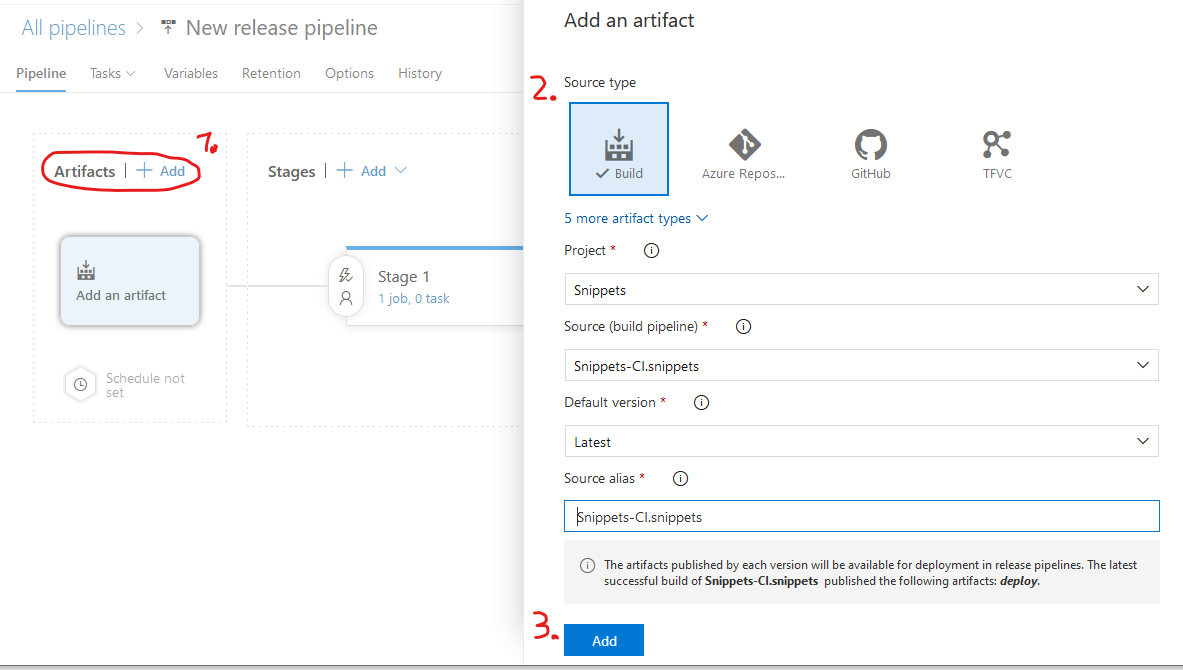 All pipelines > New release pipeline
Pipeline Tasks Variables Retention Options History
1.
Artifacts | + Add
Stages | + Add
Add an artifact
Schedule not
set
Stage 1
1 job, 0 task
Add an artifact
2.
Source type
Build
Azure Repos...
GitHub
TFVC
5 more artifact types
Project *
Snippets
Source (build pipeline) *
Snippets-CI.snippets
Default version *
Latest
Source alias *
Snippets-CI.snippets
The artifacts published by each version will be available for deployment in release pipelines. The latest
successful build of Snippets-CI.snippets published the following artifacts: deploy.
3.
Add